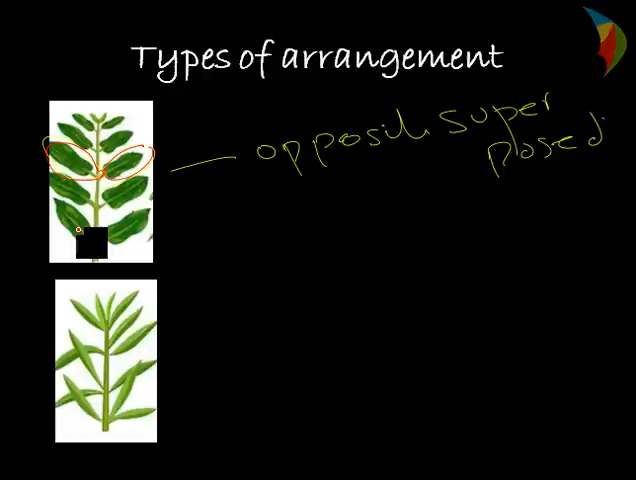 Types of arrangement
opposite super
posed